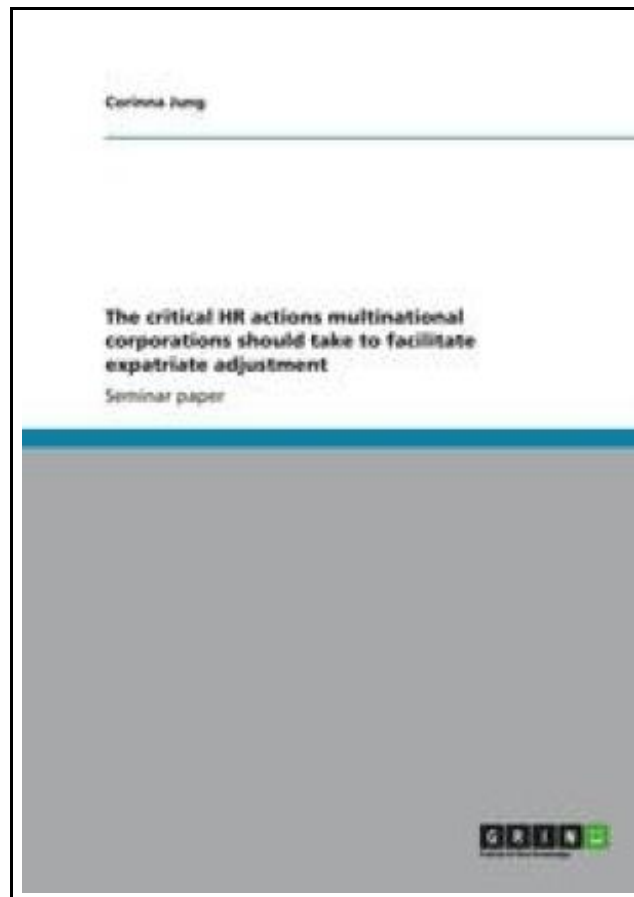 Corinna Jung
The critical HR actions multinational
corporations should take to facilitate
expatriate adjustment
Seminar paper
GRIN